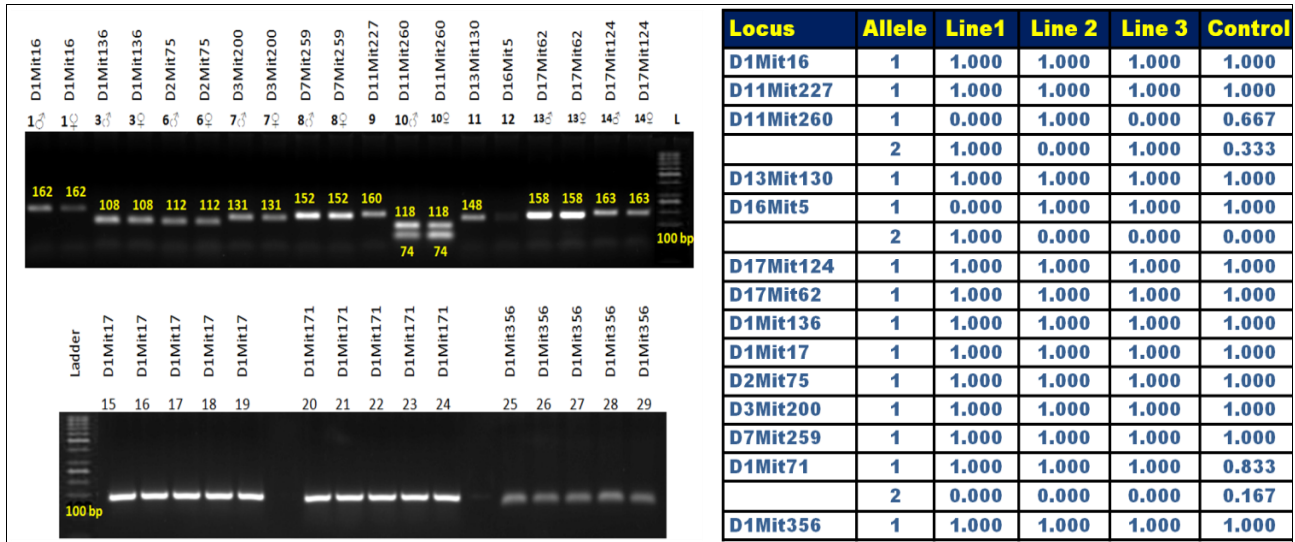 D1Mit16 D1Mit16 D1Mit136 D1Mit136 D2Mit75 D2Mit75 D3Mit200 D3Mit200 D7Mit259 D7Mit259 D11Mit227 D11Mit260 D11Mit260 D13Mit130 D16Mit5 D17Mit62 D17Mit62 D17Mit124 D17Mit124
1♂ 1♀ 3♂ 3♀ 6♂ 6♀ 7♂ 7♀ 8♂ 8♀ 9 10♂ 10♀ 11 12 13♂ 13♀ 14♂ 14♀ L
162 162 108 108 112 112 131 131 152 152 160 118 118 148 158 158 163 163
100 bp
74 74
Ladder D1Mit17 D1Mit17 D1Mit17 D1Mit17 D1Mit17 D1Mit171 D1Mit171 D1Mit171 D1Mit171 D1Mit171 D1Mit356 D1Mit356 D1Mit356 D1Mit356 D1Mit356
15 16 17 18 19 20 21 22 23 24 25 26 27 28 29
100 bp
Locus Allele Line1 Line 2 Line 3 Control
D1Mit16 1 1.000 1.000 1.000 1.000
D11Mit227 1 1.000 1.000 1.000 1.000
D11Mit260 1 0.000 1.000 0.000 0.667
2 1.000 0.000 1.000 0.333
D13Mit130 1 1.000 1.000 1.000 1.000
D16Mit5 1 0.000 1.000 1.000 1.000
2 1.000 0.000 0.000 0.000
D17Mit124 1 1.000 1.000 1.000 1.000
D17Mit62 1 1.000 1.000 1.000 1.000
D1Mit136 1 1.000 1.000 1.000 1.000
D1Mit17 1 1.000 1.000 1.000 1.000
D2Mit75 1 1.000 1.000 1.000 1.000
D3Mit200 1 1.000 1.000 1.000 1.000
D7Mit259 1 1.000 1.000 1.000 1.000
D1Mit71 1 1.000 1.000 1.000 0.833
2 0.000 0.000 0.000 0.167
D1Mit356 1 1.000 1.000 1.000 1.000